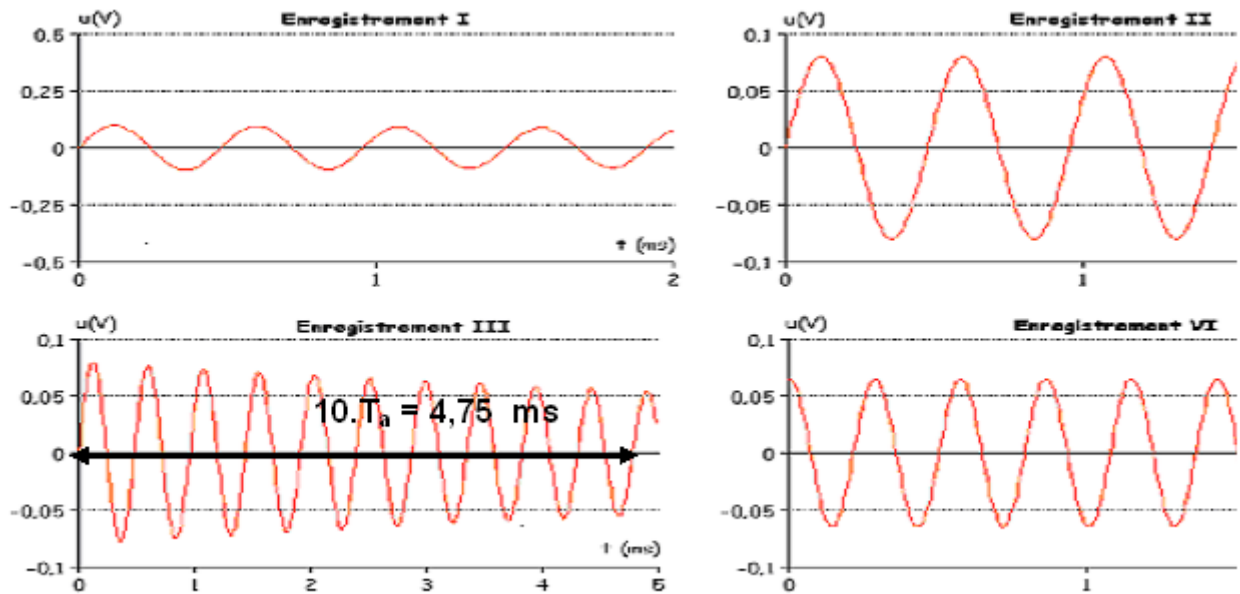 u(V) Enregistrement I
0.5
0,25
0
-0,25
-0.5
t (ms)
0 1 2
u(V) Enregistrement II
0.1
0,05
0
-0,05
-0.1
0 1
u(V) Enregistrement III
0.1
0.05
0
-0.05
-0.1
10.Ta = 4,75 ms
t (ms)
0 1 2 3 4 5
u(V) Enregistrement VI
0.1
0.05
0
-0.05
-0.1
0 1